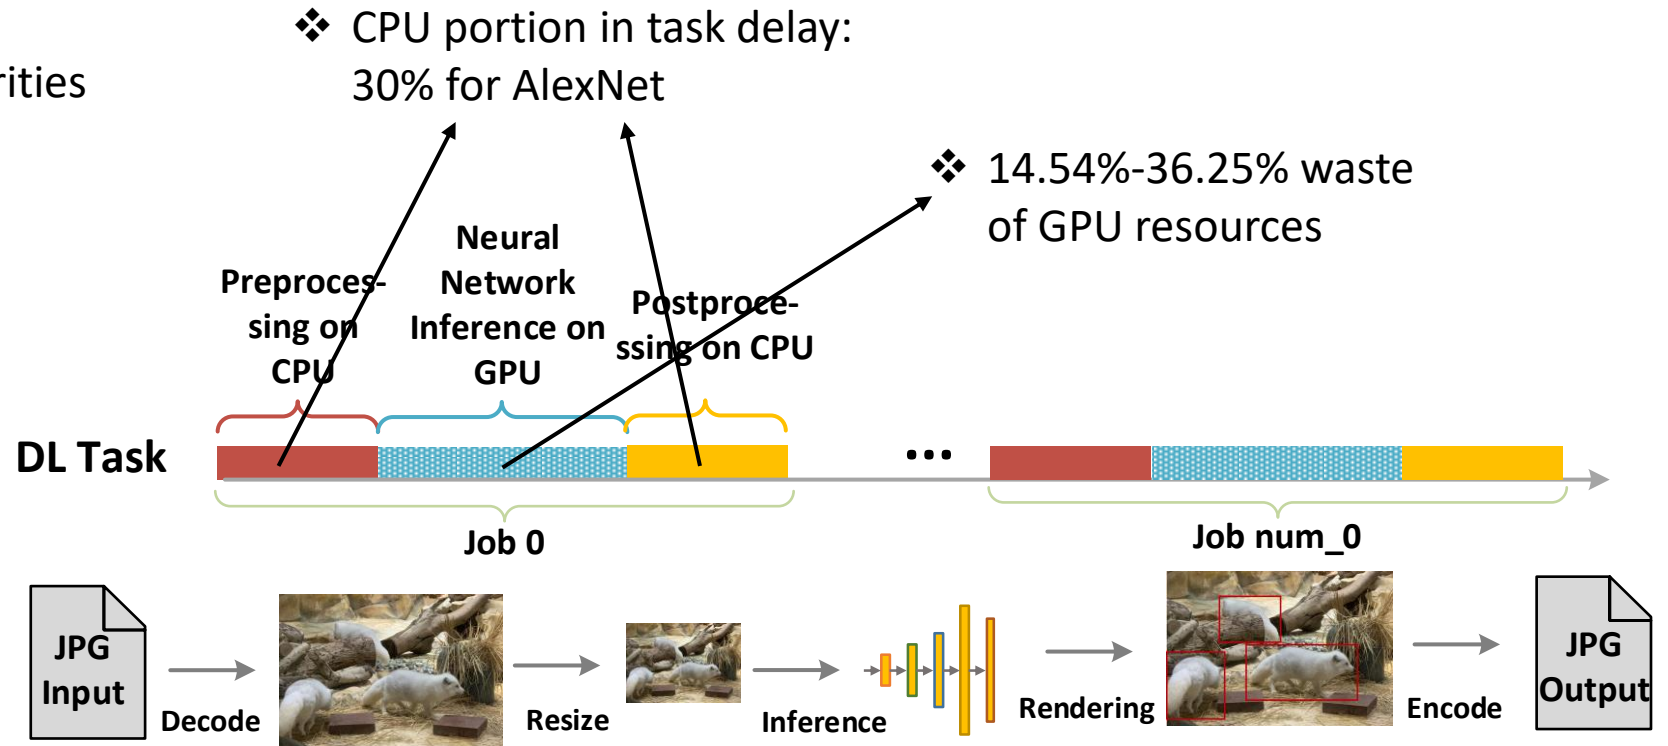 ❖ CPU portion in task delay:
30% for AlexNet
rities
❖ 14.54%-36.25% waste
of GPU resources
Preproces-
sing on
CPU
Neural
Network
Inference on
GPU
Postproce-
ssing on CPU
DL Task
...
Job 0
Job num_0
JPG
Input
Decode
Resize
Inference
Rendering
Encode
JPG
Output